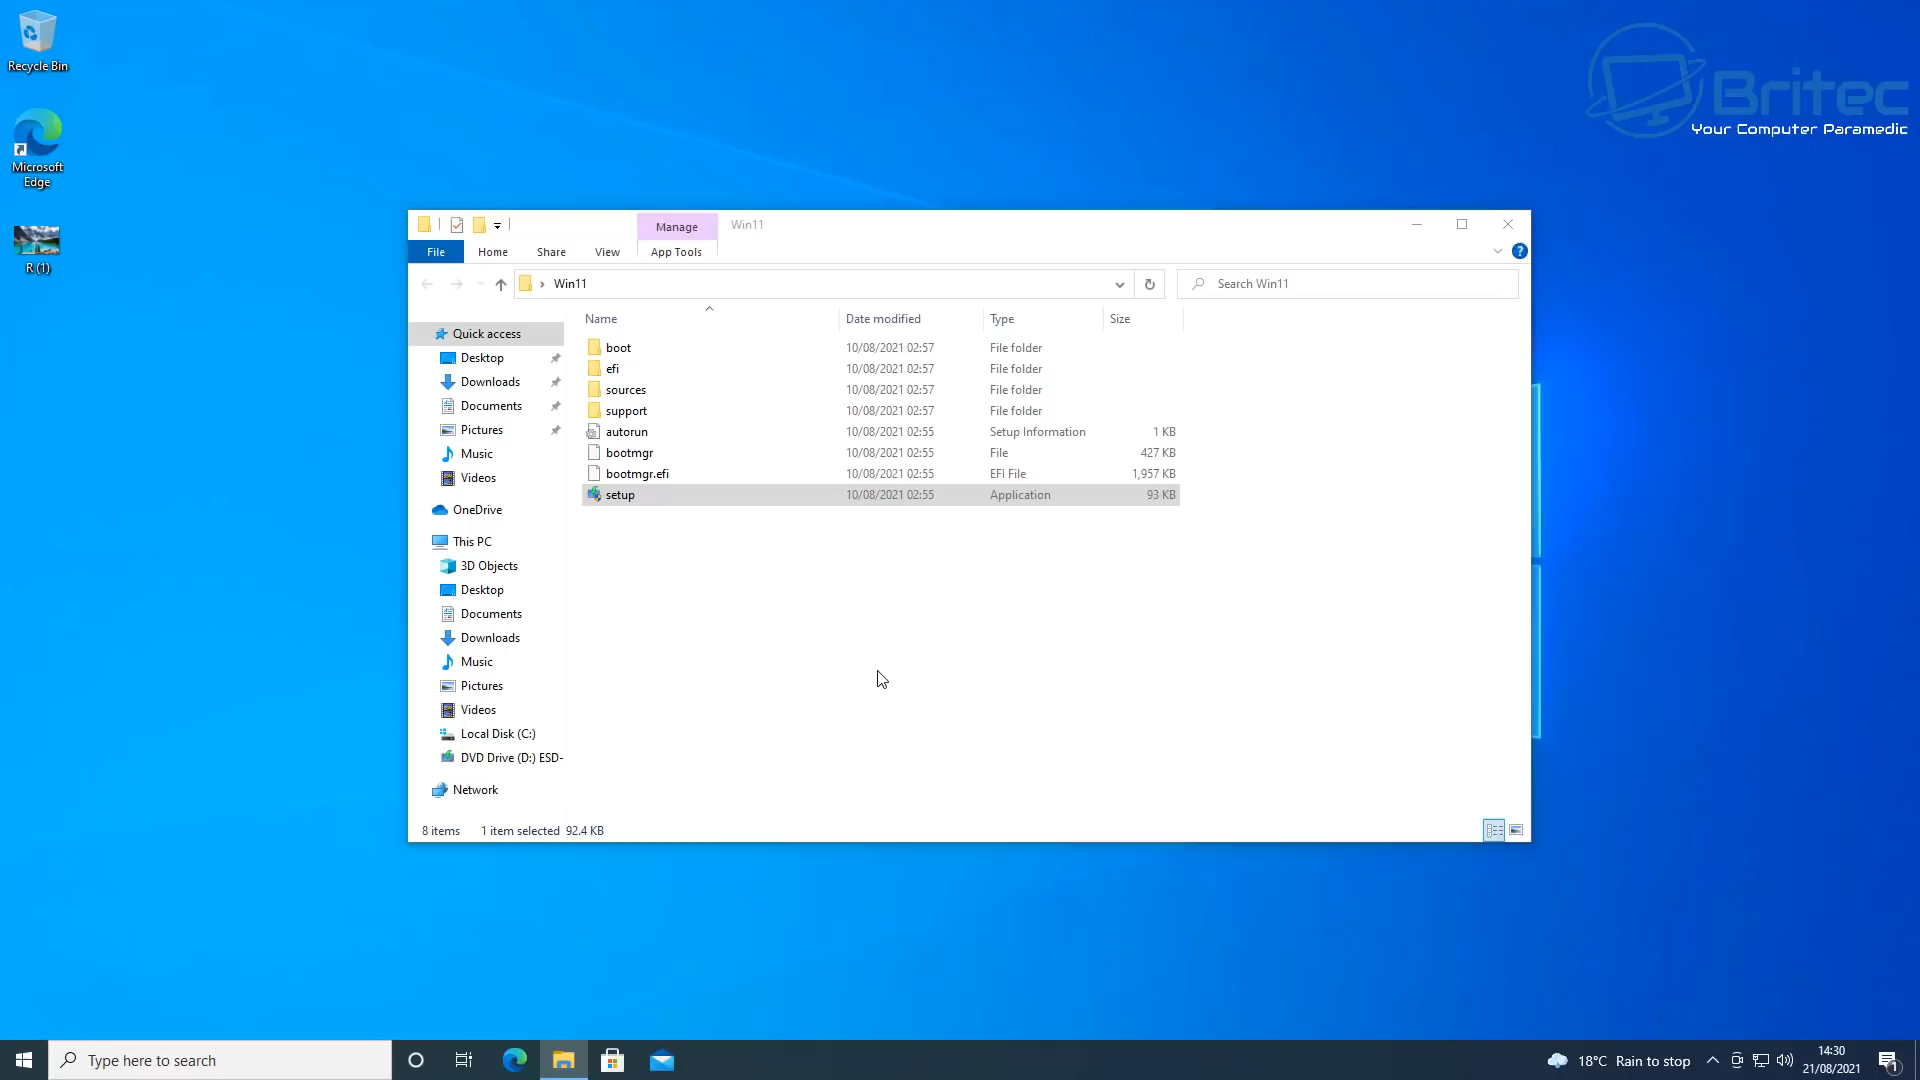 Recycle Bin
Microsoft
Edge
R (1)
Britec
Your Computer Paramedic
Manage
Win11
File
Home
Share
View
App Tools
Win11
Search Win11
Name
Date modified
Type
Size
boot 10/08/2021 02:57 File folder
efi 10/08/2021 02:57 File folder
sources 10/08/2021 02:57 File folder
support 10/08/2021 02:57 File folder
autorun 10/08/2021 02:55 Setup Information 1 KB
bootmgr 10/08/2021 02:55 File 427 KB
bootmgr.efi 10/08/2021 02:55 EFI File 1,957 KB
setup 10/08/2021 02:55 Application 93 KB
Quick access
Desktop
Downloads
Documents
Pictures
Music
Videos
OneDrive
This PC
3D Objects
Desktop
Documents
Downloads
Music
Pictures
Videos
Local Disk (C:)
DVD Drive (D:) ESD-
Network
8 items 1 item selected 92.4 KB
Type here to search
18°C Rain to stop
14:30
21/08/2021
1